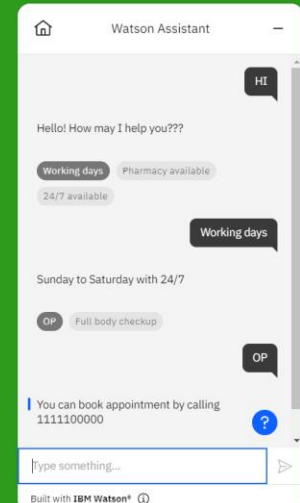 Watson Assistant
HI
Hello! How may I help you???
Working days Pharmacy available
24/7 available
Working days
Sunday to Saturday with 24/7
OP Full body checkup
OP
You can book appointment by calling
1111100000
?
Type something...
Built with IBM Watson®